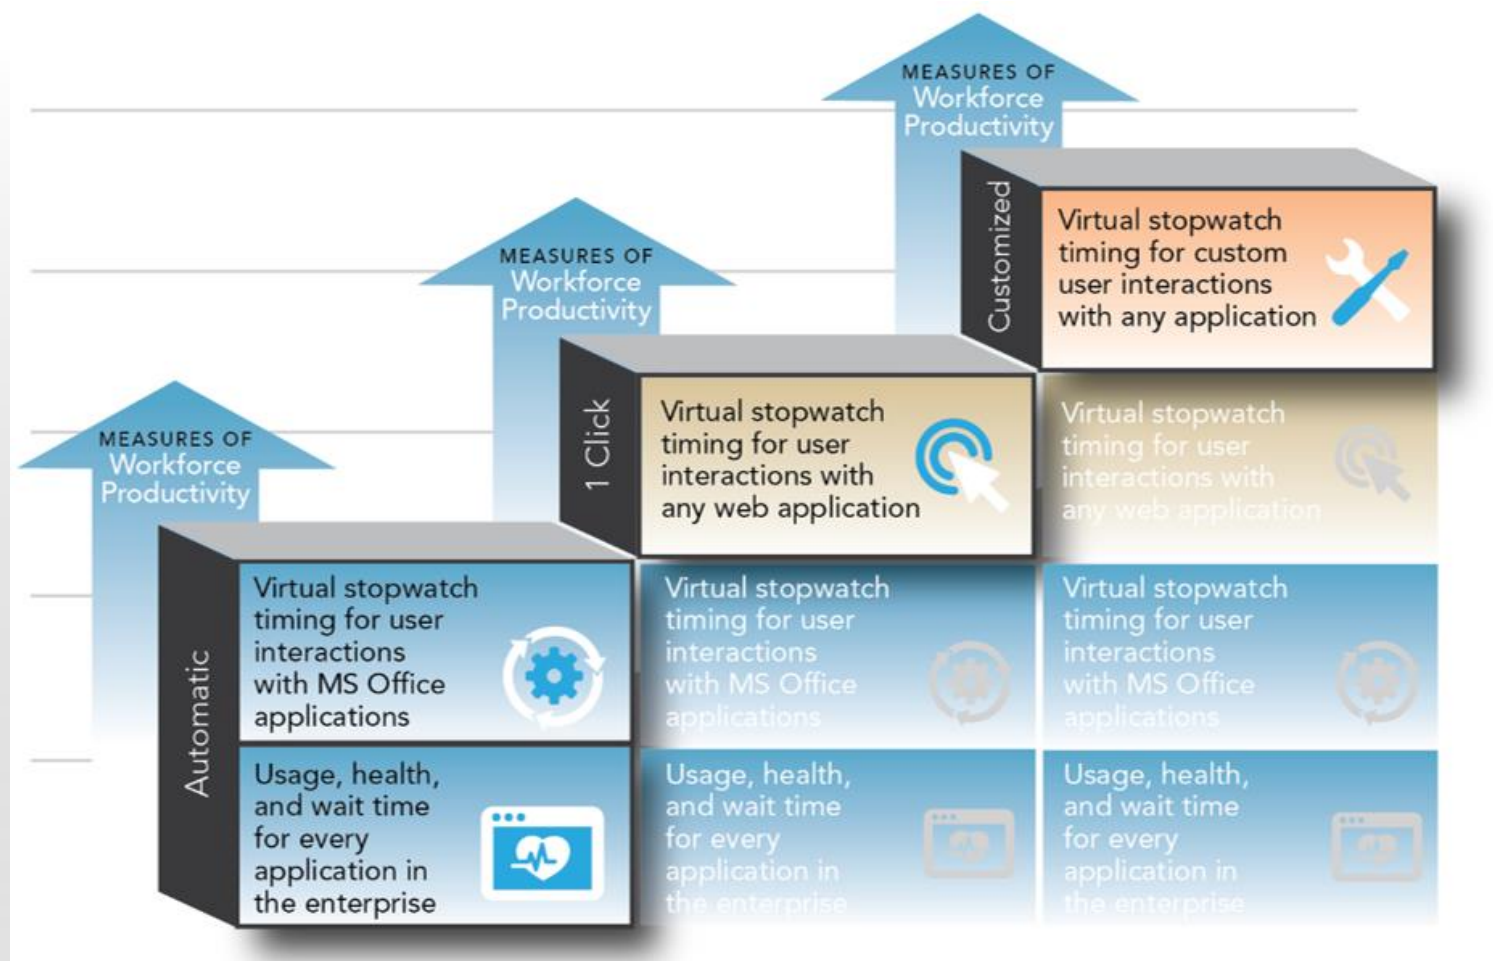 MEASURES OF
Workforce
Productivity
MEASURES OF
Workforce
Productivity
MEASURES OF
Workforce
Productivity
Customized
Virtual stopwatch
timing for custom
user interactions
with any application
1 Click
Virtual stopwatch
timing for user
interactions with
any web application
Virtual stopwatch
timing for user
interactions with
any web application
Automatic
Virtual stopwatch
timing for user
interactions
with MS Office
applications
Virtual stopwatch
timing for user
interactions
with MS Office
applications
Virtual stopwatch
timing for user
interactions
with MS Office
applications
Usage, health,
and wait time
for every
application in
the enterprise
Usage, health,
and wait time
for every
application in
the enterprise
Usage, health,
and wait time
for every
application in
the enterprise